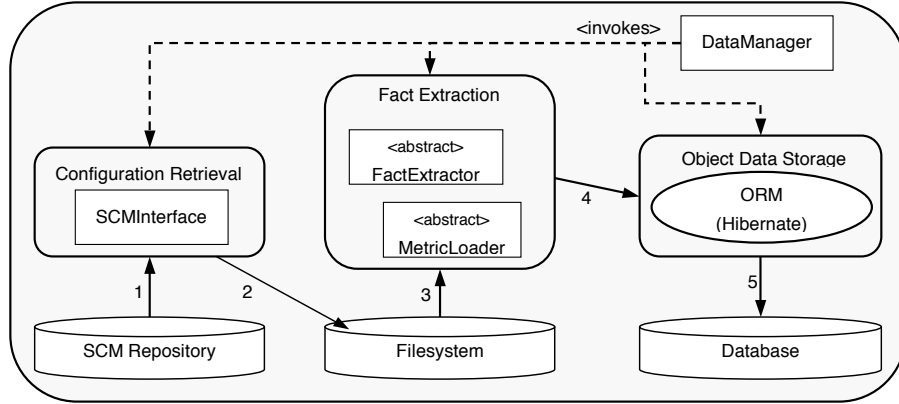 <invokes>
DataManager
Fact Extraction
<abstract>
FactExtractor
<abstract>
MetricLoader
Configuration Retrieval
SCMInterface
Object Data Storage
ORM
(Hibernate)
1
2
3
4
5
SCM Repository
Filesystem
Database